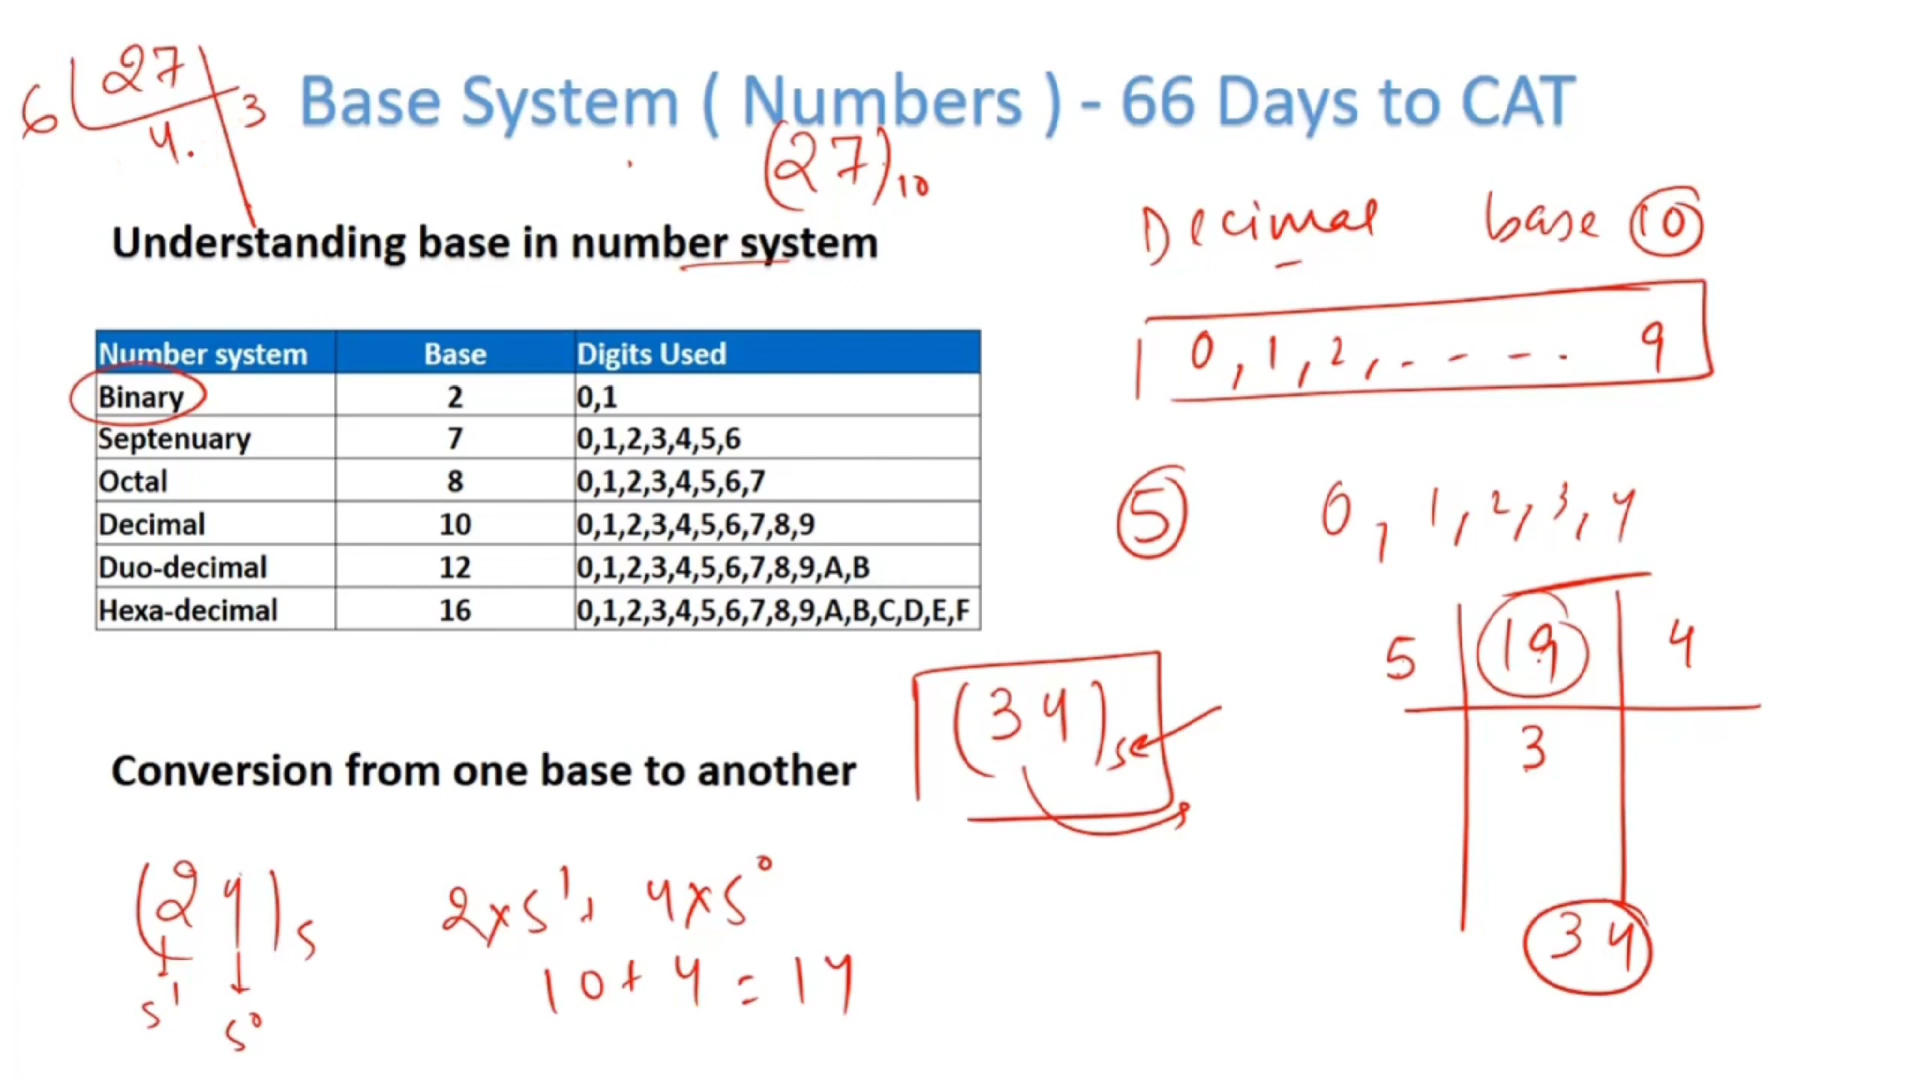 6 27 3
4.
Base System ( Numbers ) - 66 Days to CAT
(27)10
Understanding base in number system
Decimal base 10
0, 1, 2, . - - - . 9
Number system Base Digits Used
Binary 2 0,1
Septenuary 7 0,1,2,3,4,5,6
Octal 8 0,1,2,3,4,5,6,7
Decimal 10 0,1,2,3,4,5,6,7,8,9
Duo-decimal 12 0,1,2,3,4,5,6,7,8,9,A,B
Hexa-decimal 16 0,1,2,3,4,5,6,7,8,9,A,B,C,D,E,F
5 0, 1, 2, 3, 4
5 19 4
3
34
(34)5
Conversion from one base to another
(24)5 2x5¹+ 4x5⁰
5¹ 5⁰
10+4=14